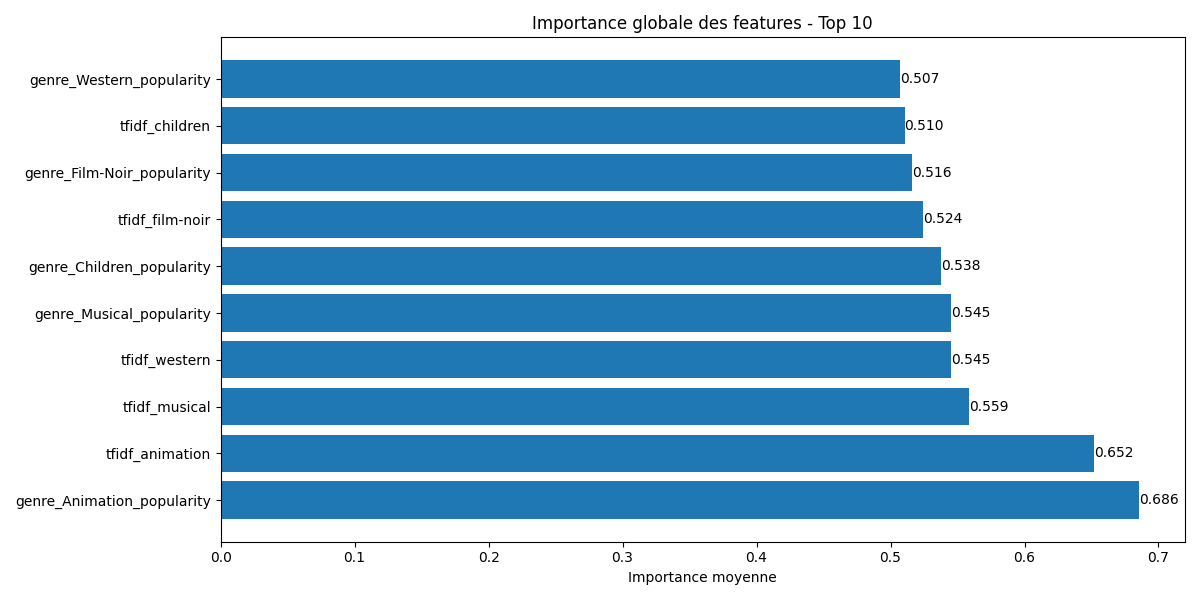 Importance globale des features - Top 10
genre_Western_popularity 0.507
tfidf_children 0.510
genre_Film-Noir_popularity 0.516
tfidf_film-noir 0.524
genre_Children_popularity 0.538
genre_Musical_popularity 0.545
tfidf_western 0.545
tfidf_musical 0.559
tfidf_animation 0.652
genre_Animation_popularity 0.686
0.0 0.1 0.2 0.3 0.4 0.5 0.6 0.7
Importance moyenne